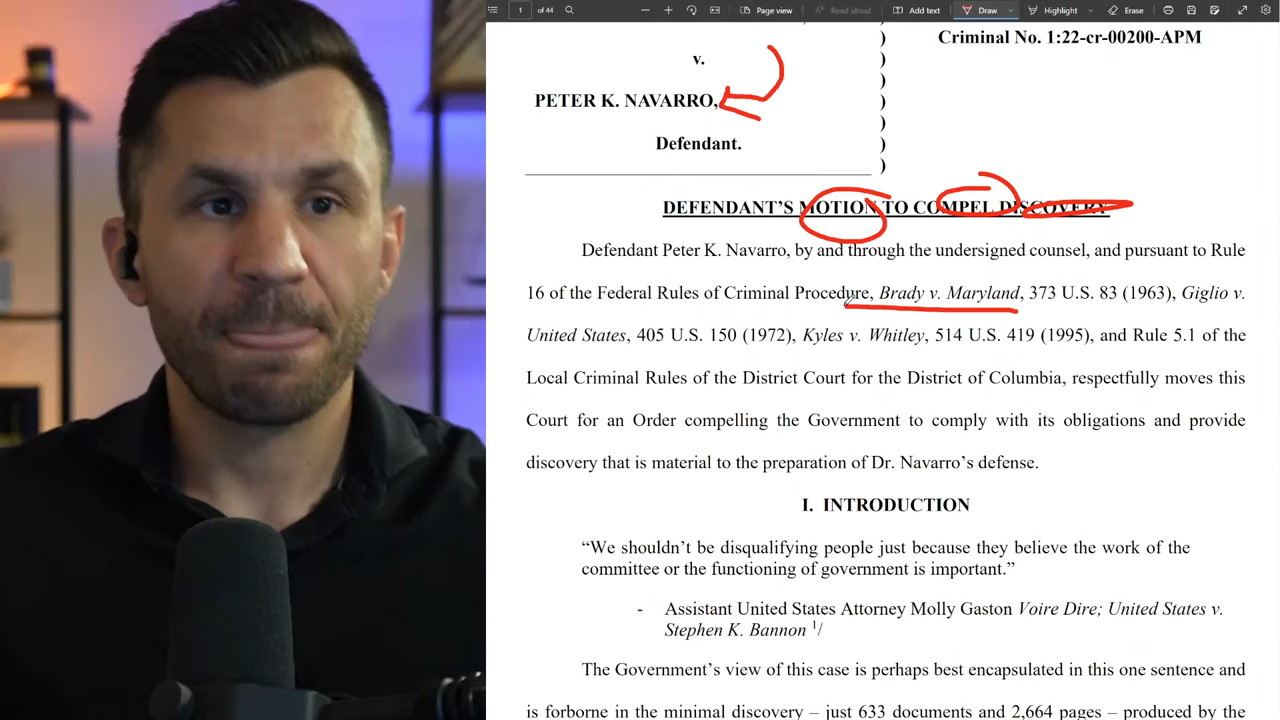 1 of 44 Page view Read aloud Add text Draw Highlight Erase
) Criminal No. 1:22-cr-00200-APM
v. )
)
PETER K. NAVARRO, )
)
Defendant. )
)
DEFENDANT’S MOTION TO COMPEL DISCOVERY
Defendant Peter K. Navarro, by and through the undersigned counsel, and pursuant to Rule
16 of the Federal Rules of Criminal Procedure, Brady v. Maryland, 373 U.S. 83 (1963), Giglio v.
United States, 405 U.S. 150 (1972), Kyles v. Whitley, 514 U.S. 419 (1995), and Rule 5.1 of the
Local Criminal Rules of the District Court for the District of Columbia, respectfully moves this
Court for an Order compelling the Government to comply with its obligations and provide
discovery that is material to the preparation of Dr. Navarro’s defense.
I. INTRODUCTION
“We shouldn’t be disqualifying people just because they believe the work of the
committee or the functioning of government is important.”
- Assistant United States Attorney Molly Gaston Voire Dire; United States v.
Stephen K. Bannon 1/
The Government’s view of this case is perhaps best encapsulated in this one sentence and
is forborne in the minimal discovery – just 633 documents and 2,664 pages – produced by the